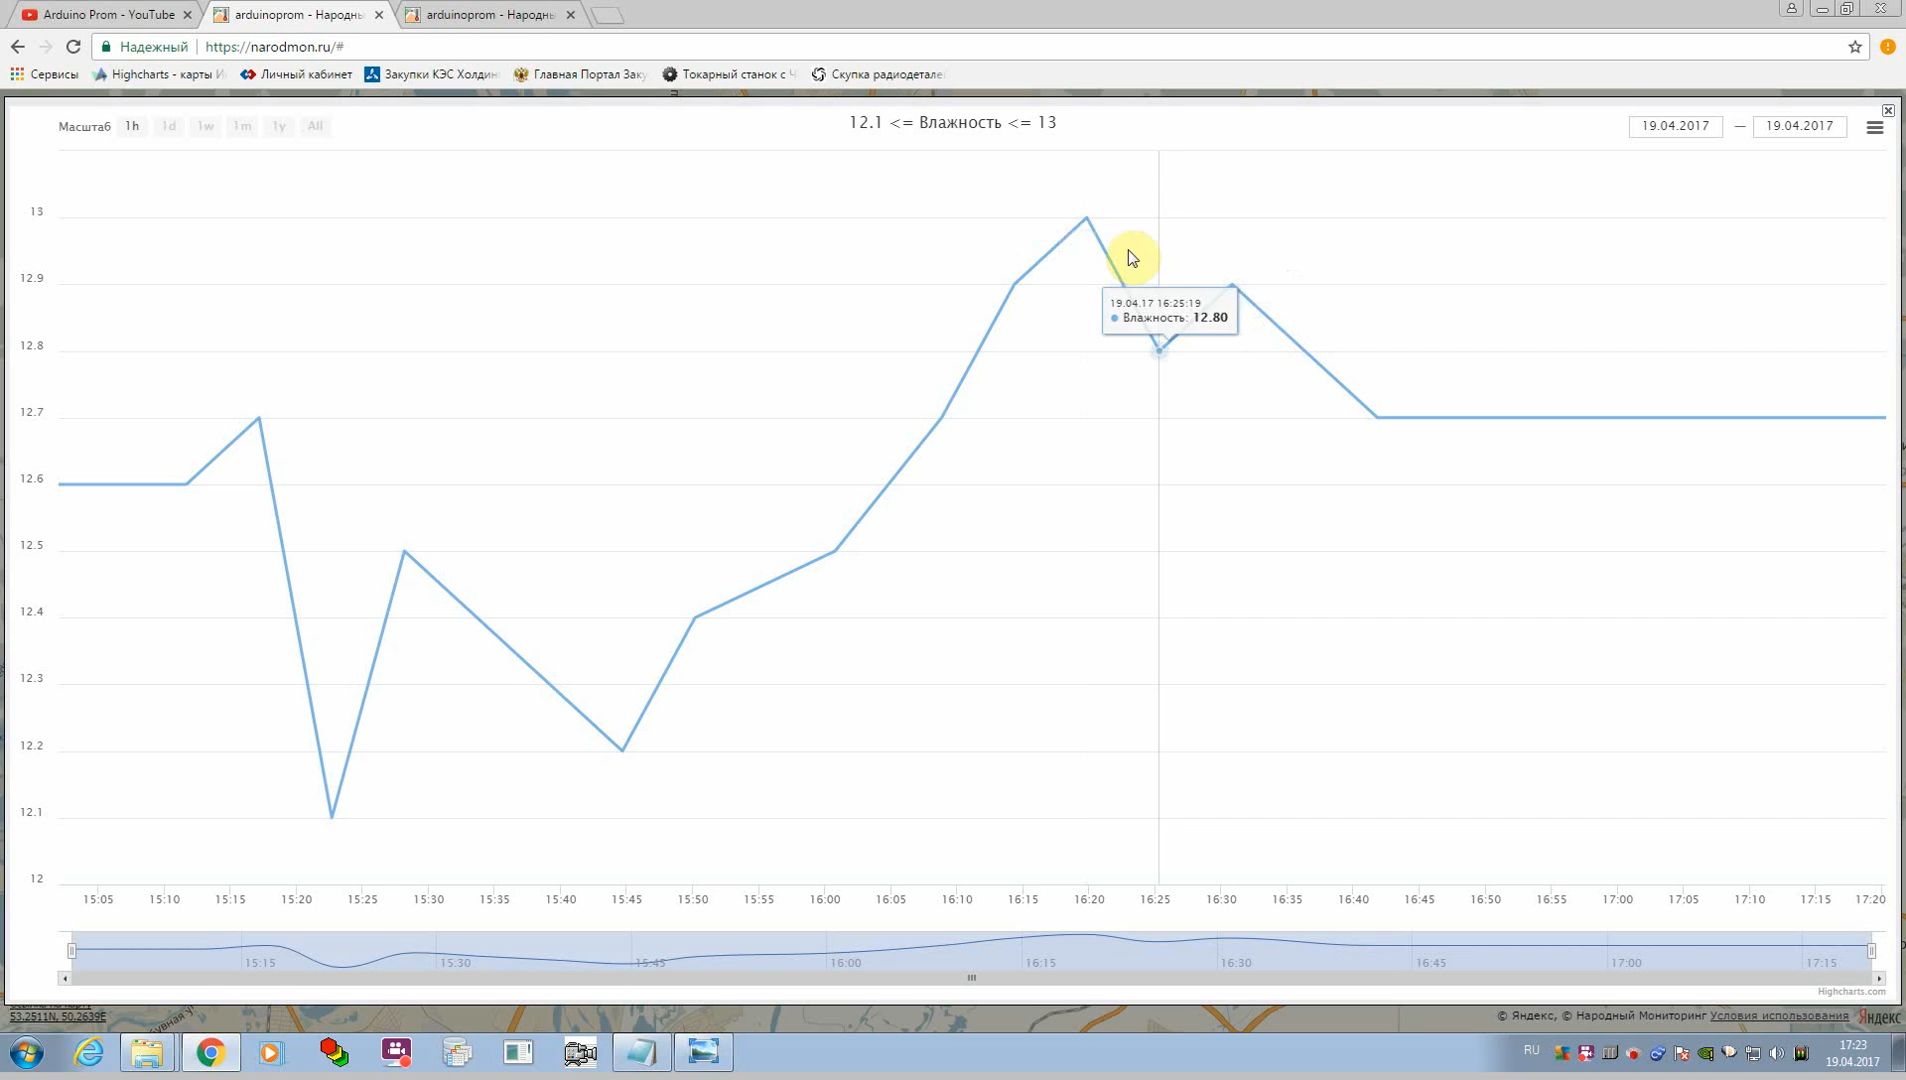 Arduino Prom - YouTube
arduinoprom - Народны
arduinoprom - Народны
Надежный
https://narodmon.ru/#
Сервисы
Highcharts - карты И
Личный кабинет
Закупки КЭС Холдин
Главная Портал Заку
Токарный станок с Ч
Скупка радиодетале
Масштаб 1h 1d 1w 1m 1y All
12.1 <= Влажность <= 13
19.04.2017 — 19.04.2017
13
12.9
19.04.17 16:25:19
Влажность: 12.80
12.8
12.7
12.6
12.5
12.4
12.3
12.2
12.1
12
15:05 15:10 15:15 15:20 15:25 15:30 15:35 15:40 15:45 15:50 15:55 16:00 16:05 16:10 16:15 16:20 16:25 16:30 16:35 16:40 16:45 16:50 16:55 17:00 17:05 17:10 17:15 17:20
15:15 15:30 15:45 16:00 16:15 16:30 16:45 17:00 17:15
Highcharts.com
53.2511N, 50.2639E
© Яндекс, © Народный Мониторинг Условия использования Яндекс
RU
17:23
19.04.2017